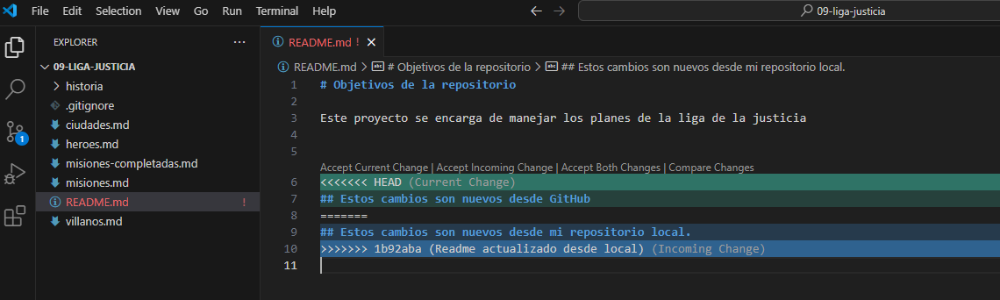 File Edit Selection View Go Run Terminal Help
09-liga-justicia
EXPLORER
09-LIGA-JUSTICIA
historia
.gitignore
ciudades.md
heroes.md
misiones-completadas.md
misiones.md
README.md !
villanos.md
1
README.md !
README.md > # Objetivos de la repositorio > ## Estos cambios son nuevos desde mi repositorio local.
1 # Objetivos de la repositorio
2
3 Este proyecto se encarga de manejar los planes de la liga de la justicia
4
5
Accept Current Change | Accept Incoming Change | Accept Both Changes | Compare Changes
6 <<<<<<< HEAD (Current Change)
7 ## Estos cambios son nuevos desde GitHub
8 =======
9 ## Estos cambios son nuevos desde mi repositorio local.
10 >>>>>>> 1b92aba (Readme actualizado desde local) (Incoming Change)
11